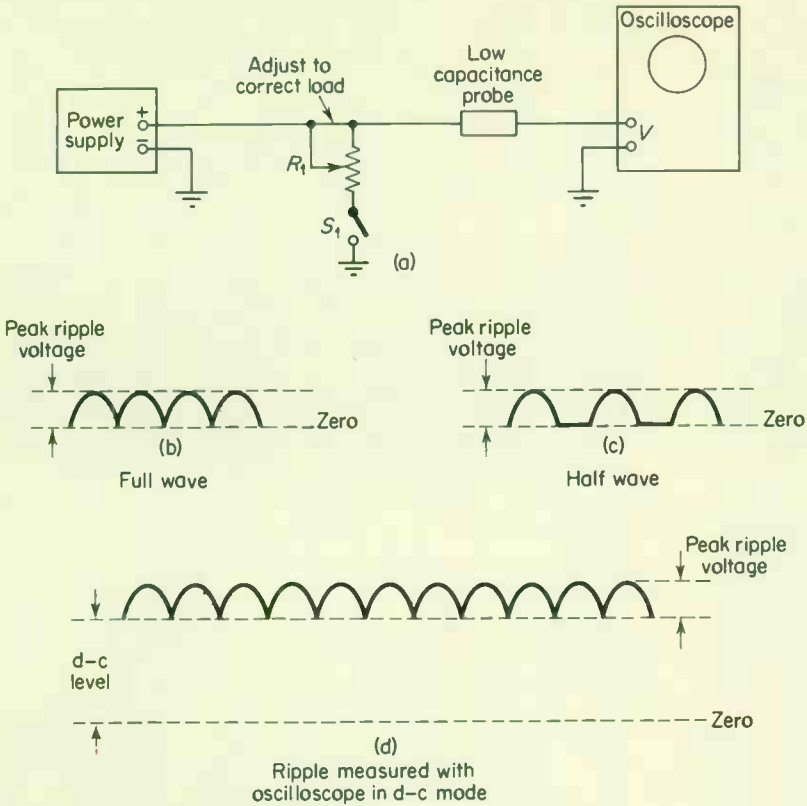 Oscilloscope
Adjust to
correct load
Low
capacitance
probe
Power
supply
+
–
V
R1
S1
(a)
Peak ripple
voltage
Zero
(b)
Full wave
Peak ripple
voltage
Zero
(c)
Half wave
Peak ripple
voltage
d-c
level
Zero
(d)
Ripple measured with
oscilloscope in d-c mode